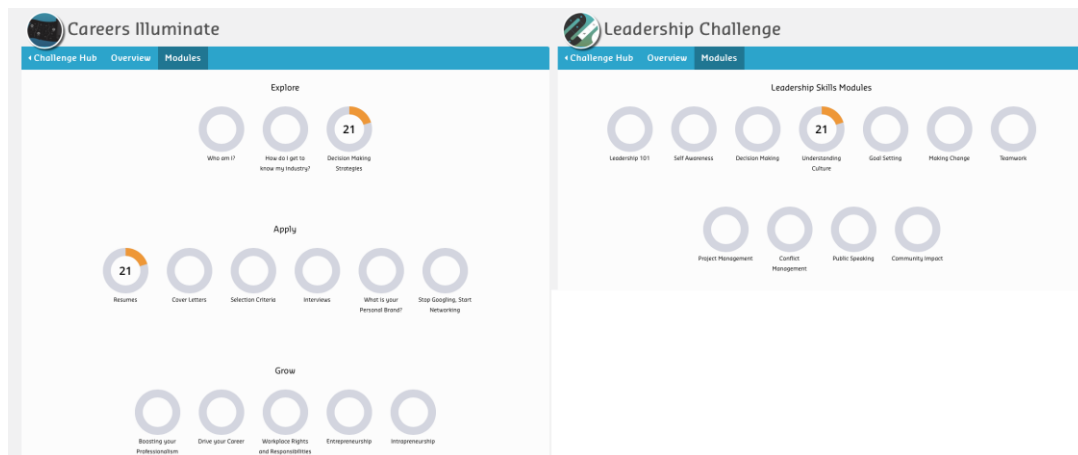 Careers Illuminate
Challenge Hub Overview Modules
Explore
21
Who am I?
How do I get to
know my industry?
Decision Making
Strategies
Apply
21
Resumes
Cover Letters
Selection Criteria
Interviews
What is your
Personal Brand?
Stop Googling, Start
Networking
Grow
Boosting your
Professionalism
Drive your Career
Workplace Rights
and Responsibilities
Entrepreneurship
Intrapreneurship
Leadership Challenge
Challenge Hub Overview Modules
Leadership Skills Modules
21
Leadership 101
Self Awareness
Decision Making
Understanding
Culture
Goal Setting
Making Change
Teamwork
Project Management
Conflict
Management
Public Speaking
Community Impact